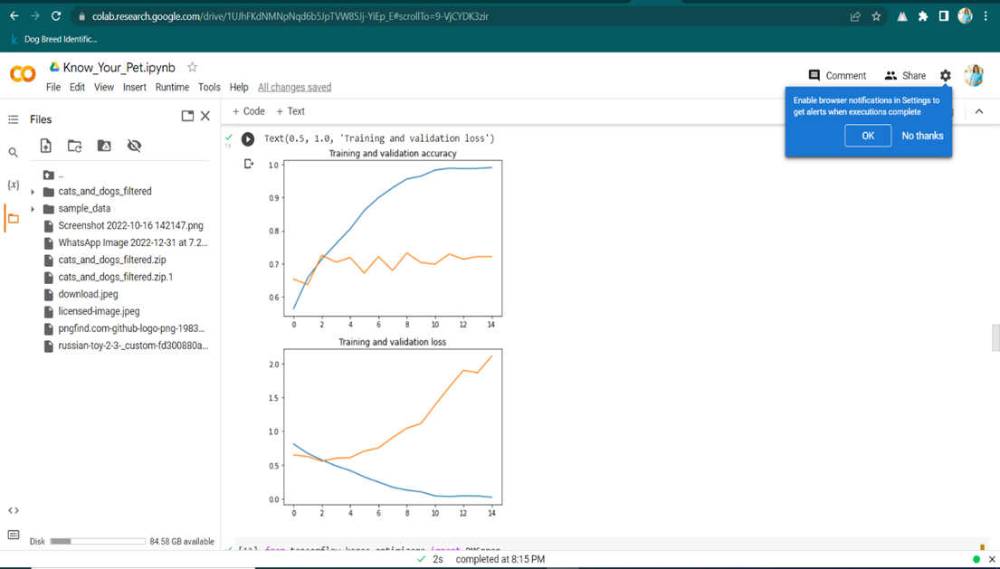 colab.research.google.com/drive/1UJhFKdNMNpNqd6b5JpTVW85Jj-YiEp_E#scrollTo=9-VjCYDK3zir
Dog Breed Identific...
Know_Your_Pet.ipynb
File Edit View Insert Runtime Tools Help All changes saved
Comment Share
Enable browser notifications in Settings to
get alerts when executions complete
OK No thanks
Files
+ Code + Text
..
cats_and_dogs_filtered
sample_data
Screenshot 2022-10-16 142147.png
WhatsApp Image 2022-12-31 at 7.2...
cats_and_dogs_filtered.zip
cats_and_dogs_filtered.zip.1
download.jpeg
licensed-image.jpeg
pngfind.com-github-logo-png-1983...
russian-toy-2-3-_custom-fd300880a...
Disk 84.58 GB available
{x}
<>
1s
Text(0.5, 1.0, 'Training and validation loss')
Training and validation accuracy
1.0
0.9
0.8
0.7
0.6
0 2 4 6 8 10 12 14
Training and validation loss
2.0
1.5
1.0
0.5
0.0
0 2 4 6 8 10 12 14
[11] from tensorflow.keras.optimizers import RMSprop
2s completed at 8:15 PM